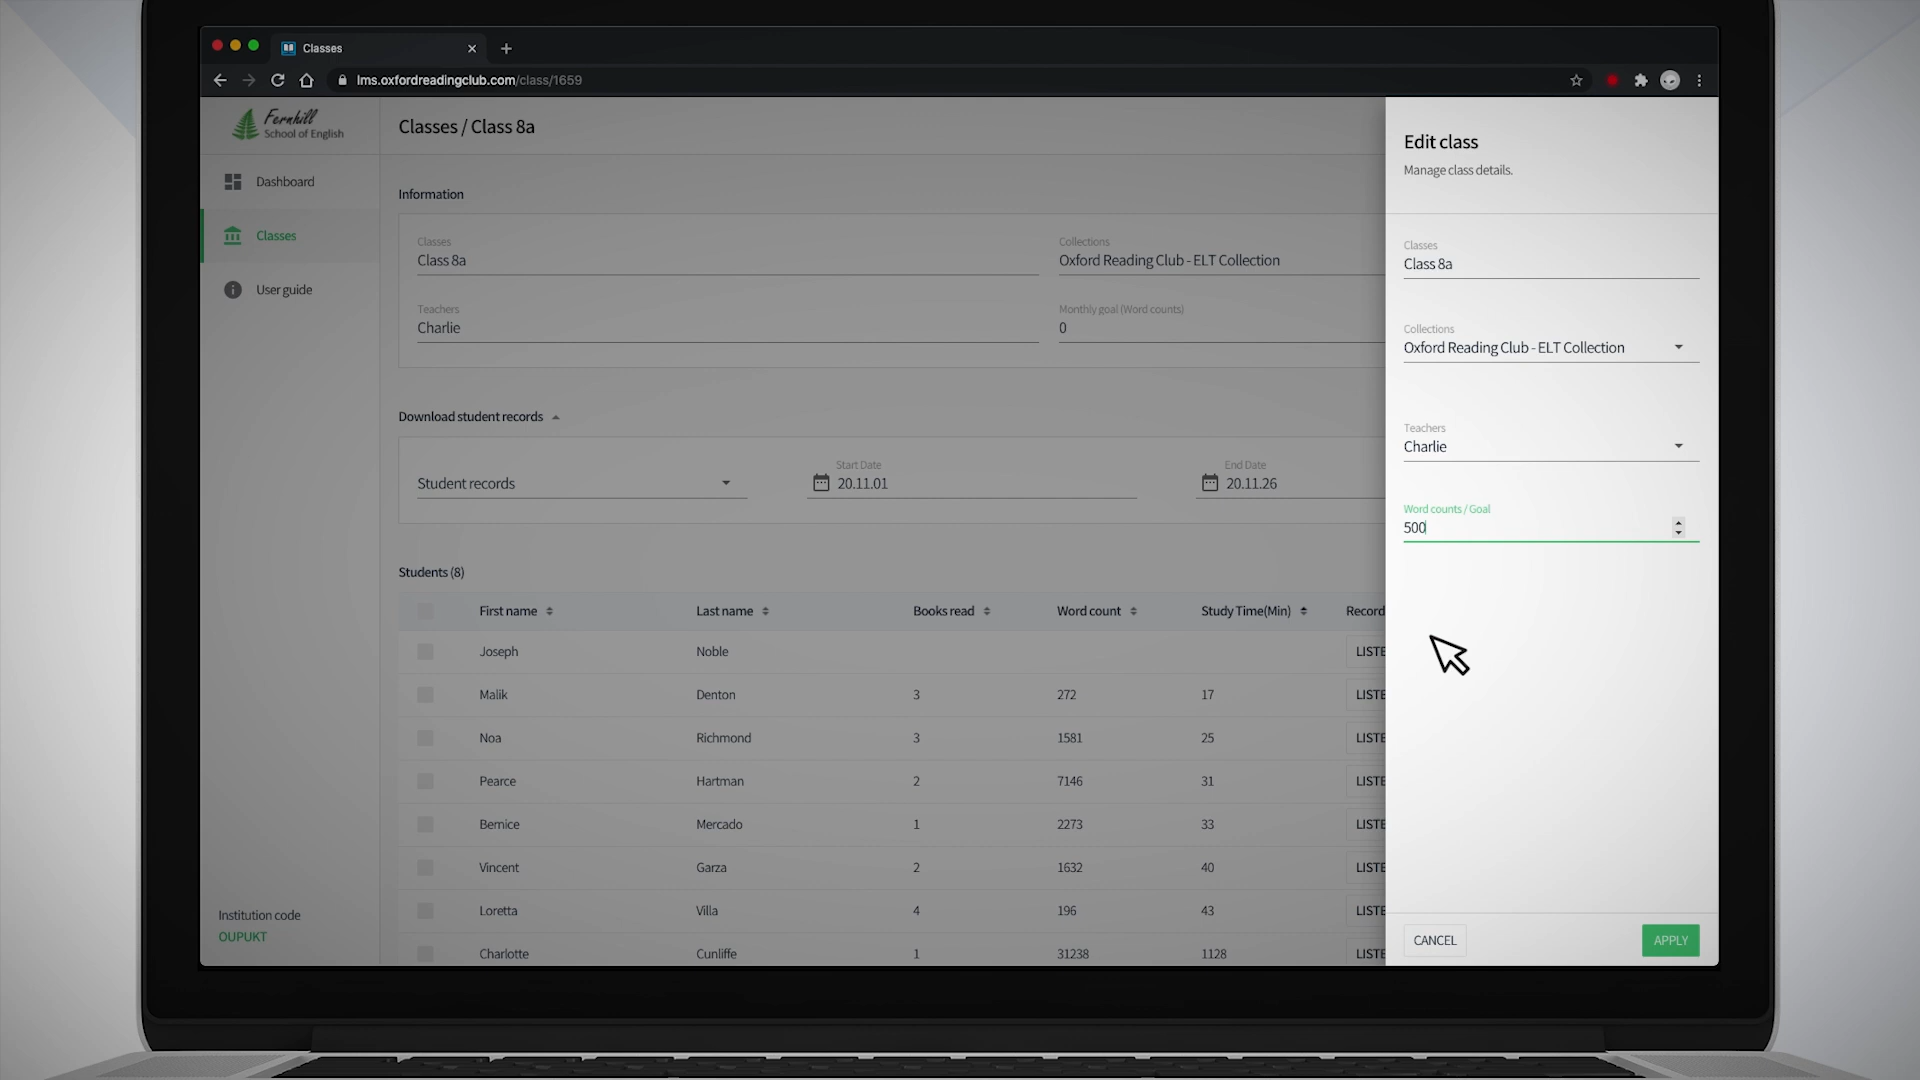 Classes
lms.oxfordreadingclub.com/class/1659
Fernhill
School of English
Dashboard
Classes
User guide
Institution code
OUPUKT
Classes / Class 8a
Information
Classes
Class 8a
Collections
Oxford Reading Club - ELT Collection
Teachers
Charlie
Monthly goal (Word counts)
0
Download student records
Student records
Start Date
20.11.01
End Date
20.11.26
Students (8)
First name Last name Books read Word count Study Time(Min) Record
Joseph Noble LISTE
Malik Denton 3 272 17 LISTE
Noa Richmond 3 1581 25 LISTE
Pearce Hartman 2 7146 31 LISTE
Bernice Mercado 1 2273 33 LISTE
Vincent Garza 2 1632 40 LISTE
Loretta Villa 4 196 43 LISTE
Charlotte Cunliffe 1 31238 1128 LISTE
Edit class
Manage class details.
Classes
Class 8a
Collections
Oxford Reading Club - ELT Collection
Teachers
Charlie
Word counts / Goal
500
CANCEL
APPLY